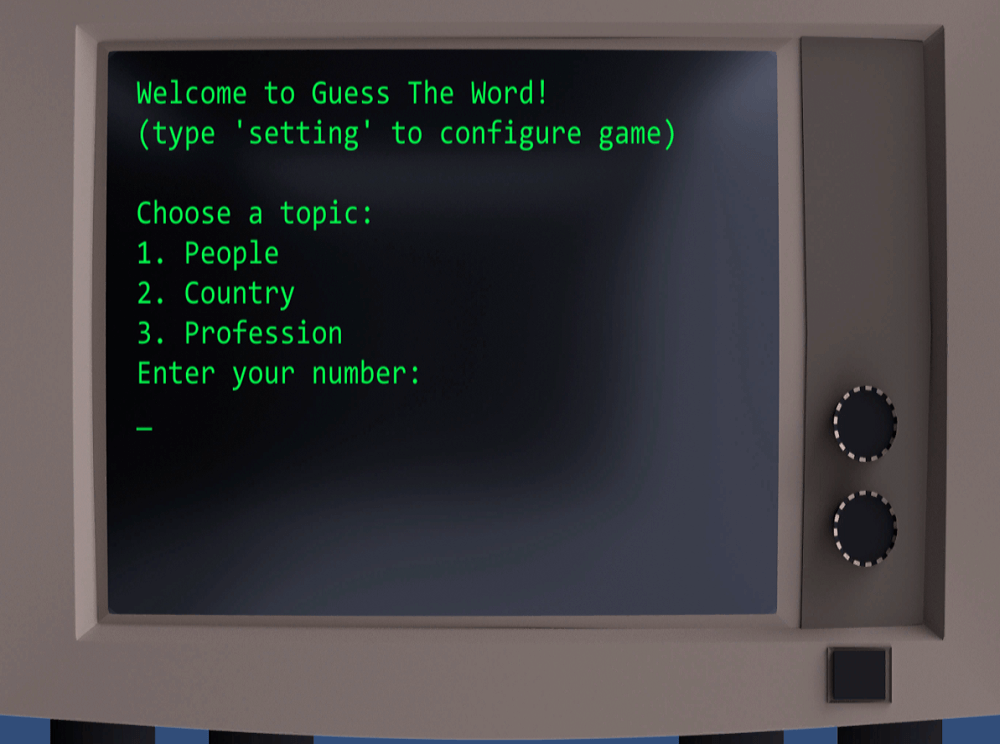 Welcome to Guess The Word!
(type 'setting' to configure game)
Choose a topic:
1. People
2. Country
3. Profession
Enter your number:
_